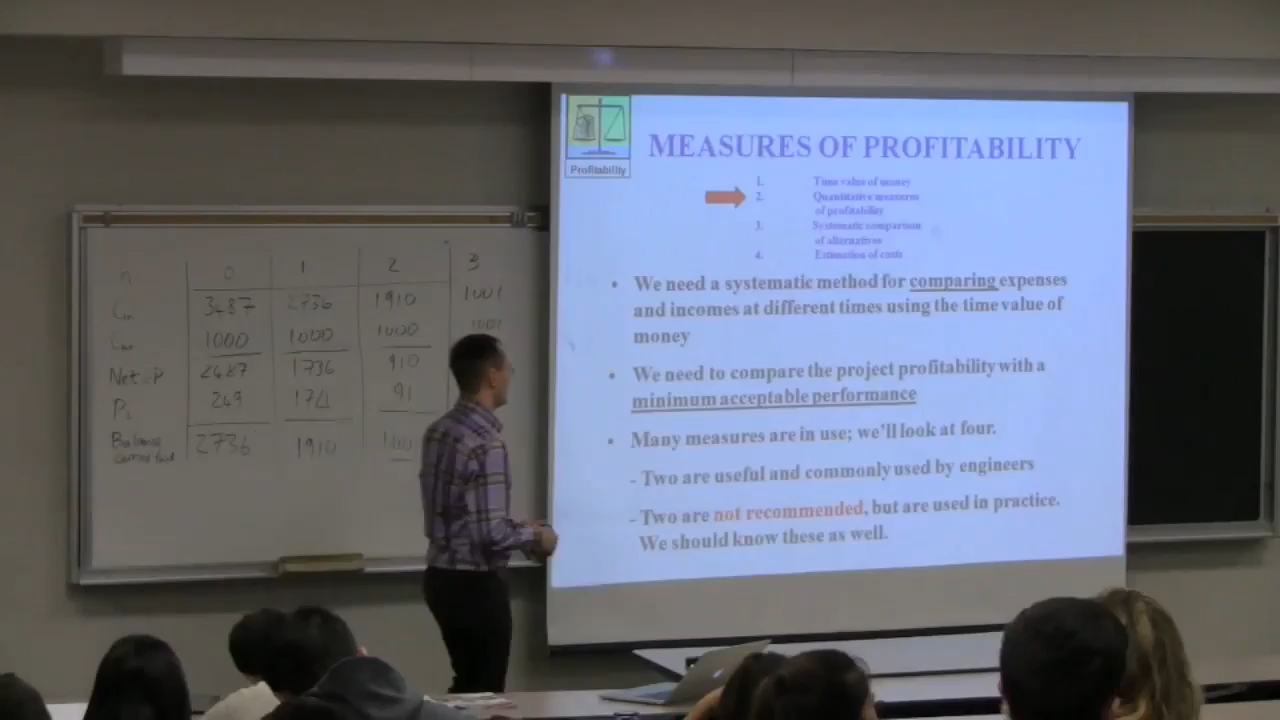 Profitability
MEASURES OF PROFITABILITY
1. Time value of money
2. Quantitative measures
of profitability
3. Systematic comparison
of alternatives
4. Estimation of costs
• We need a systematic method for comparing expenses
and incomes at different times using the time value of
money
• We need to compare the project profitability with a
minimum acceptable performance
• Many measures are in use; we'll look at four.
- Two are useful and commonly used by engineers
- Two are not recommended, but are used in practice.
We should know these as well.
n 0 1 2 3
3487 2736 1910 1001
1000 1000 1000 1001
Net P 2487 1736 910
249 174 91
Balance
2736 1910